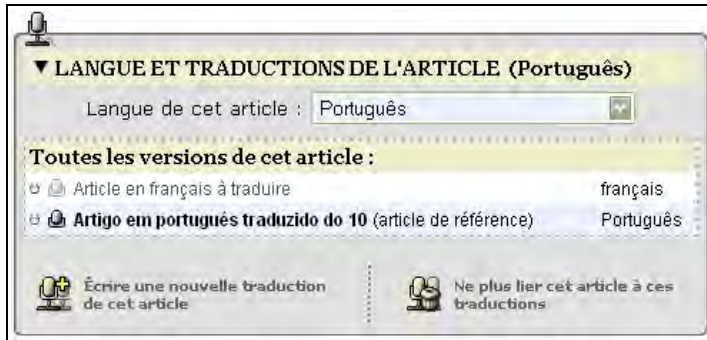 ▼ LANGUE ET TRADUCTIONS DE L'ARTICLE (Português)
Langue de cet article : Português
Toutes les versions de cet article :
Article en français à traduire français
Artigo em português traduzido do 10 (article de référence) Português
Écrire une nouvelle traduction
de cet article
Ne plus lier cet article à ces
traductions